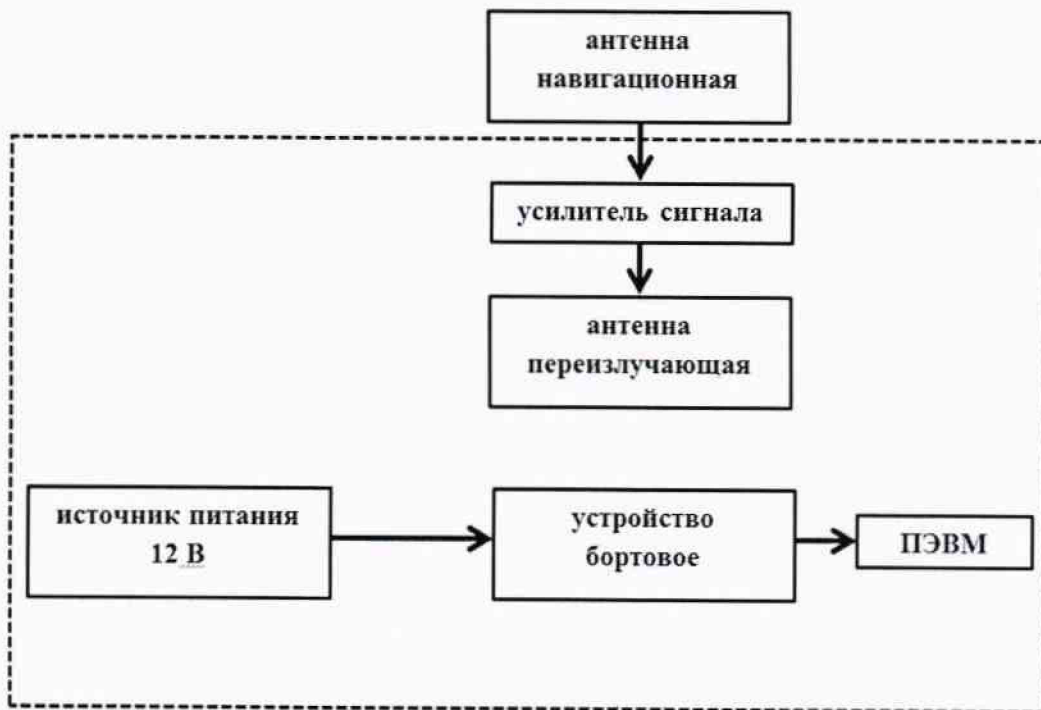 антенна
навигационная
усилитель сигнала
антенна
переизлучающая
источник питания
12 В
устройство
бортовое
ПЭВМ